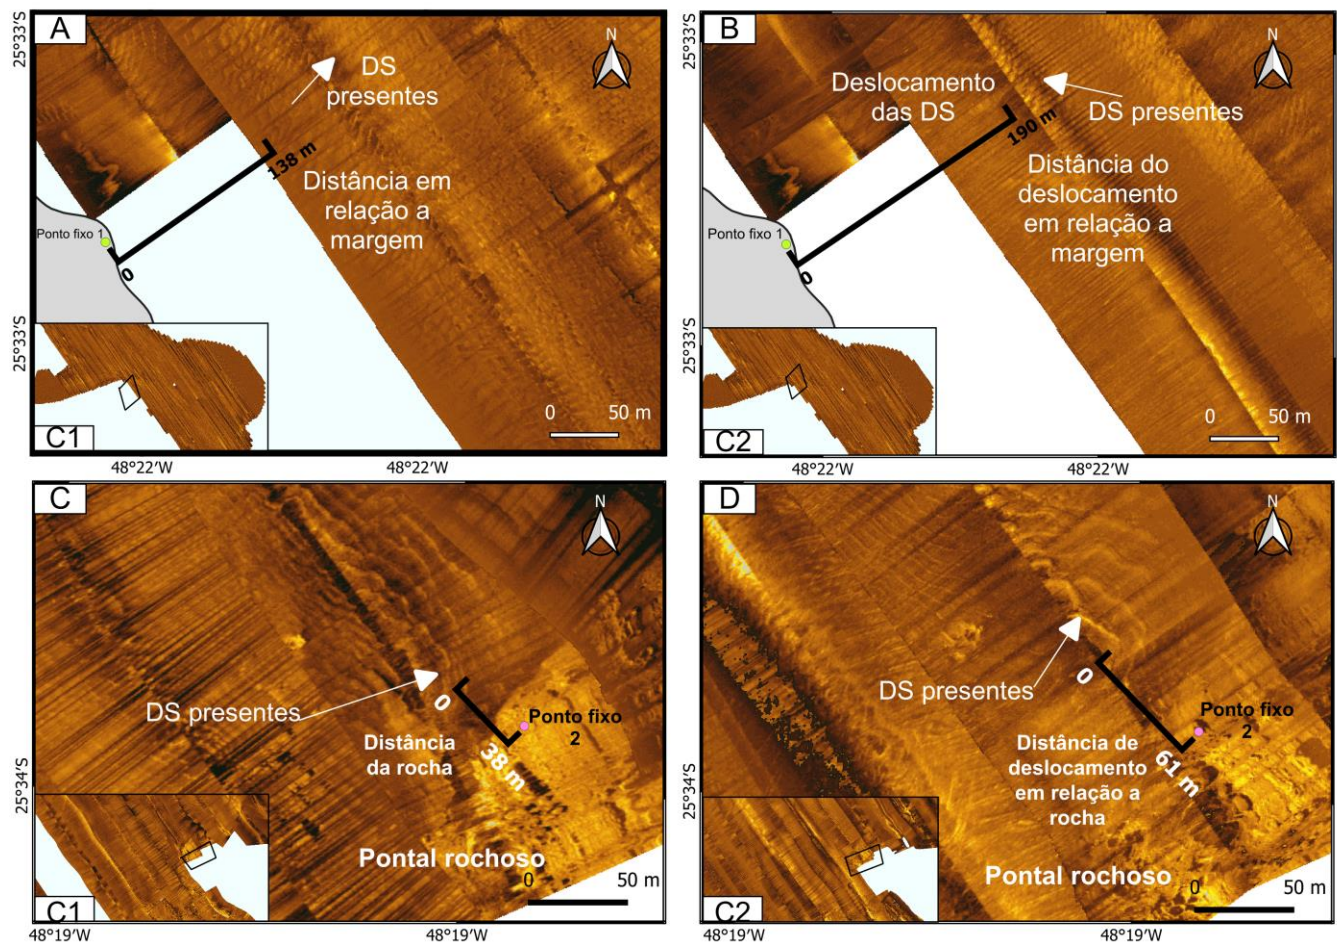 A
N
25°33'S
DS
presentes
138 m
Distância em
relação a
margem
Ponto fixo 1
0
25°33'S
C1
0 50 m
48°22'W
48°22'W
B
N
25°33'S
Deslocamento
das DS
DS presentes
190 m
Distância do
deslocamento
em relação a
margem
Ponto fixo 1
0
25°33'S
C2
0 50 m
48°22'W
48°22'W
C
N
DS presentes
0
Ponto fixo
2
Distância
da rocha
38 m
25°34'S
Pontal rochoso
C1
0 50 m
48°19'W
48°19'W
D
N
DS presentes
0
Ponto fixo
2
Distância de
deslocamento
em relação a
rocha
61 m
25°34'S
Pontal rochoso
C2
0 50 m
48°19'W
48°19'W